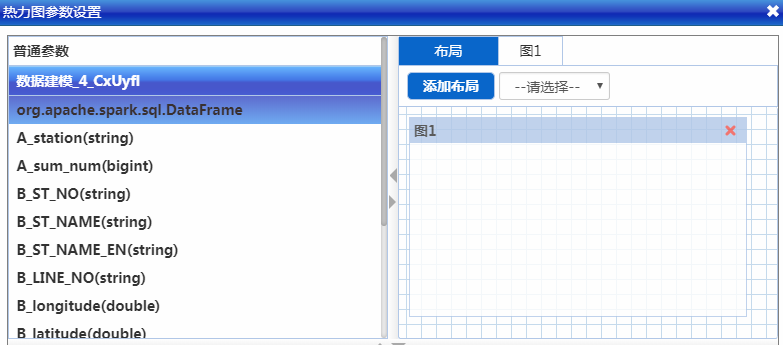 热力图参数设置
普通参数
数据建模_4_CxUyfl
org.apache.spark.sql.DataFrame
A_station(string)
A_sum_num(bigint)
B_ST_NO(string)
B_ST_NAME(string)
B_ST_NAME_EN(string)
B_LINE_NO(string)
B_longitude(double)
B_latitude(double)
布局 图1
添加布局 --请选择--
图1